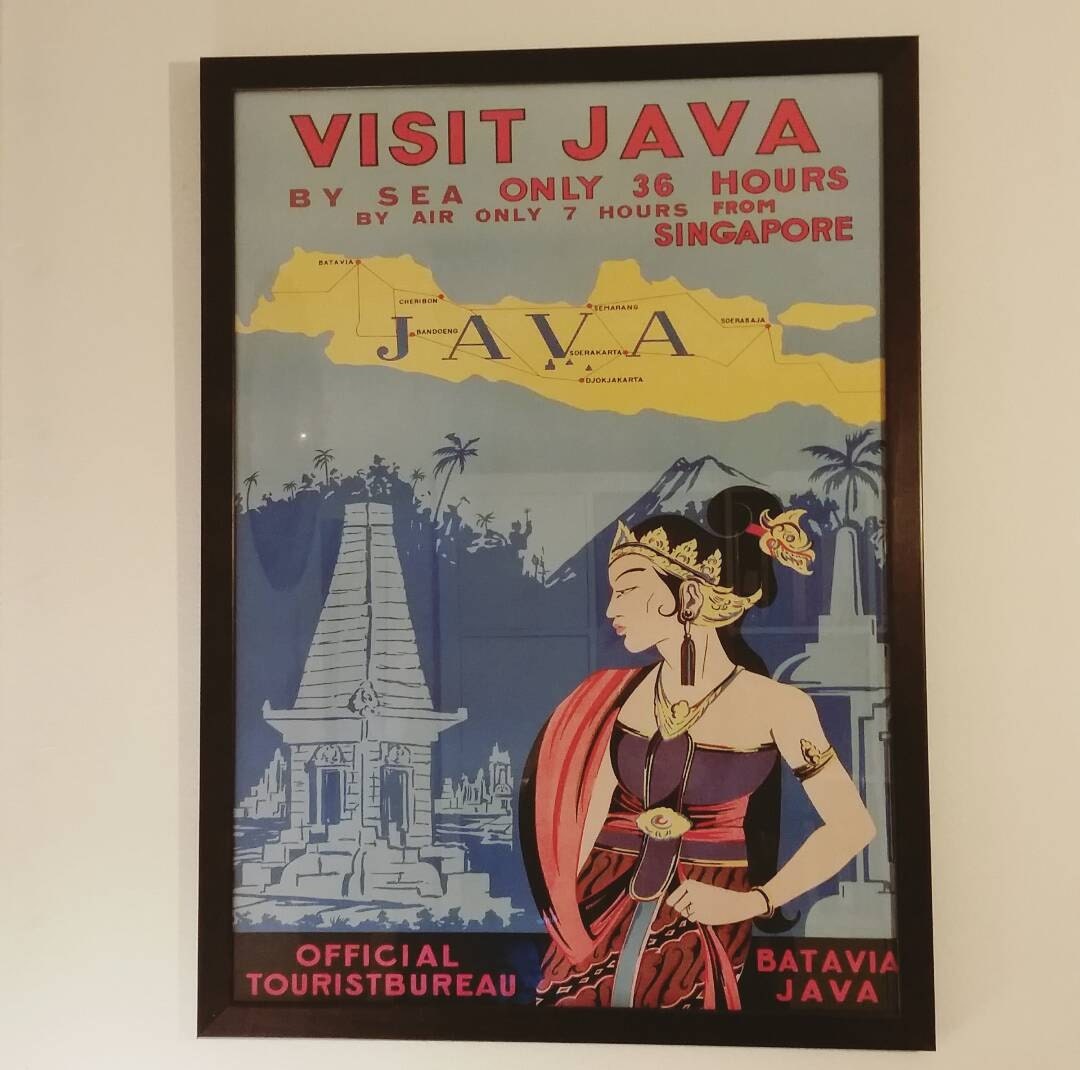 VISIT JAVA
BY SEA ONLY 36 HOURS
BY AIR ONLY 7 HOURS FROM
SINGAPORE
BATAVIA
CHERIBON
SEMARANG
SOERABAJA
BANDOENG
JAVA
SOERAKARTA
DJOKJAKARTA
OFFICIAL
TOURISTBUREAU
BATAVIA
JAVA